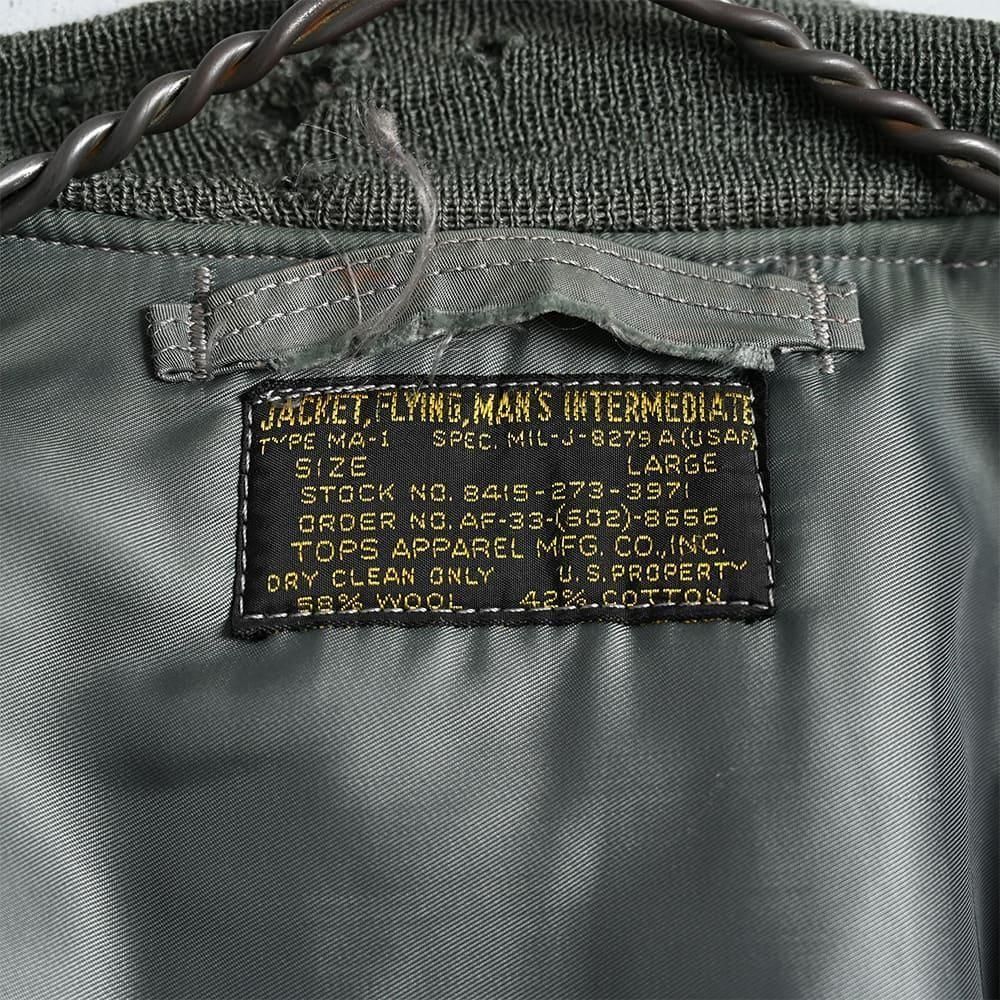 JACKET, FLYING, MAN'S INTERMEDIATE
TYPE MA-1 SPEC. MIL-J-8279 A (USAF)
SIZE LARGE
STOCK NO. 8415-273-3971
ORDER NO. AF-33-(602)-8656
TOPS APPAREL MFG. CO., INC.
DRY CLEAN ONLY U.S. PROPERTY
58% WOOL 42% COTTON